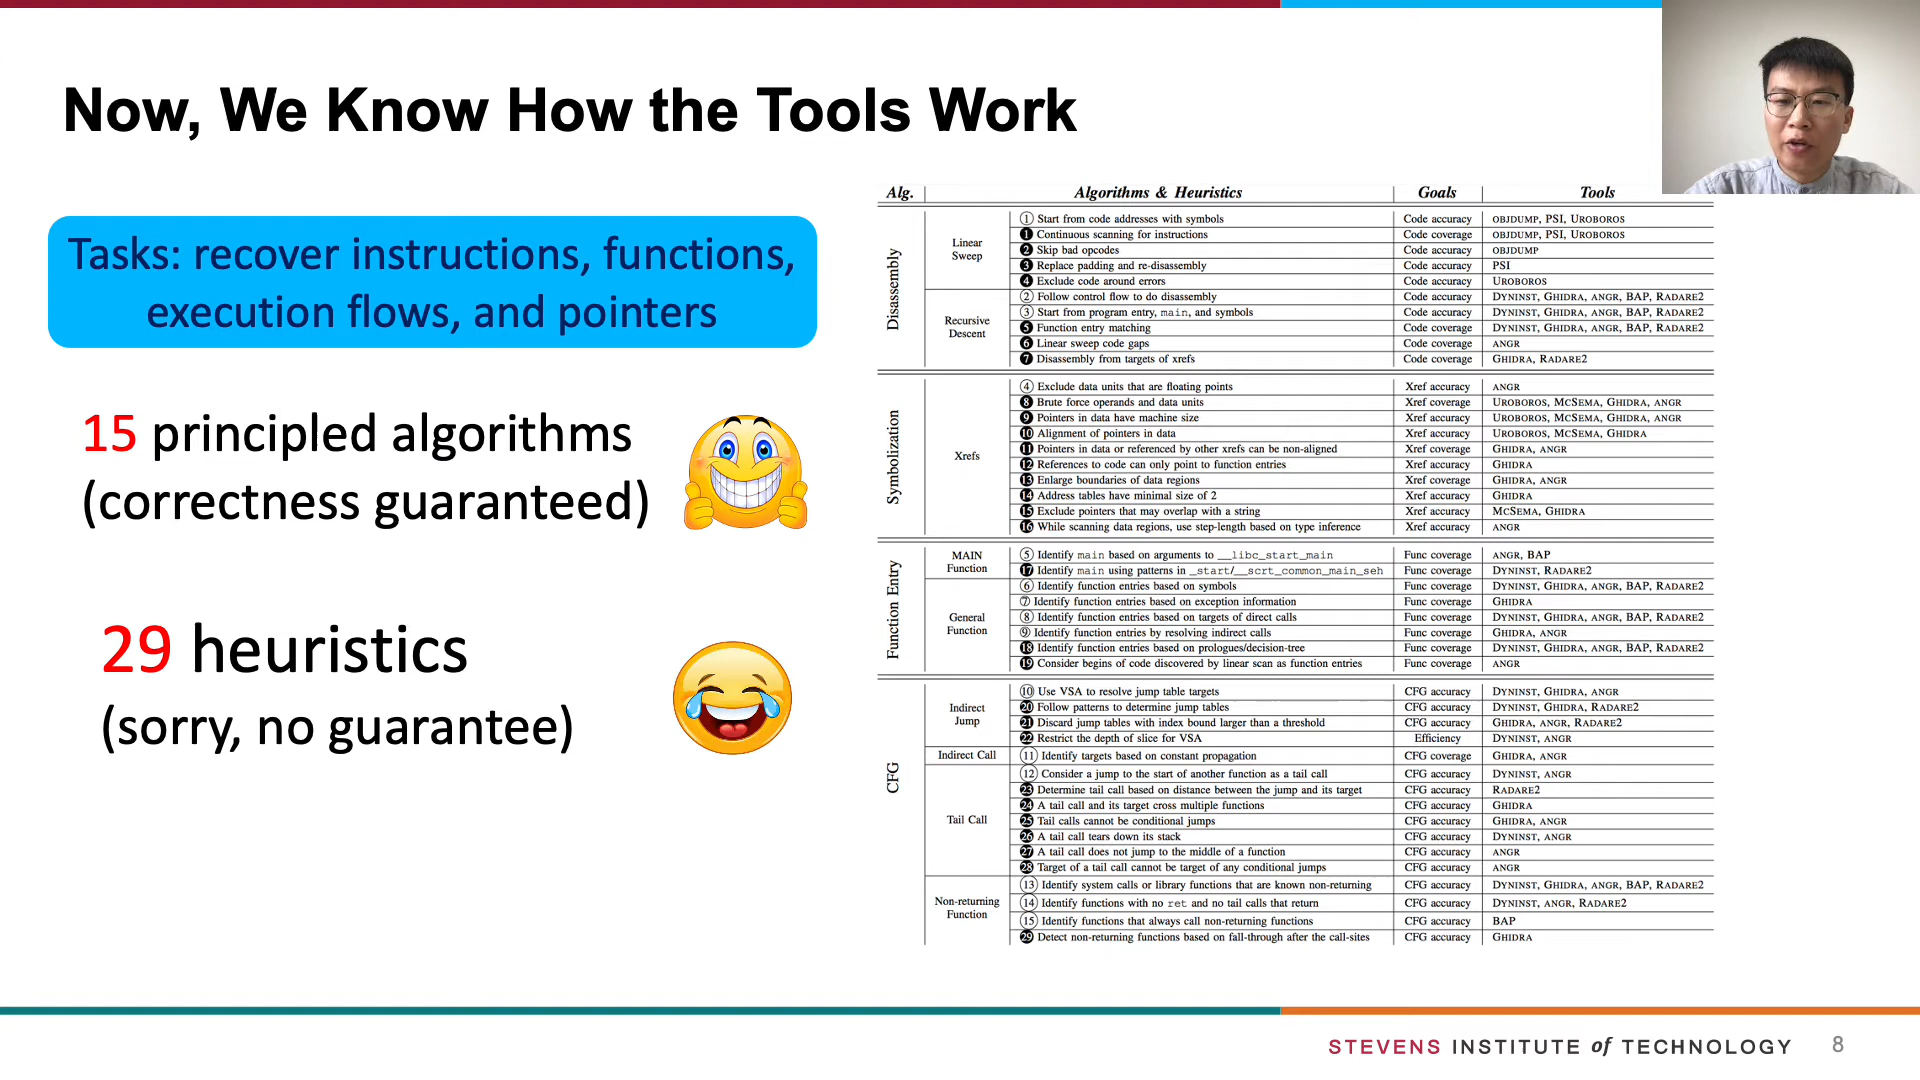 Now, We Know How the Tools Work
Tasks: recover instructions, functions,
execution flows, and pointers
15 principled algorithms
(correctness guaranteed)
29 heuristics
(sorry, no guarantee)
Alg. Algorithms & Heuristics Goals Tools
Disassembly
Linear Sweep
① Start from code addresses with symbols Code accuracy OBJDUMP, PSI, UROBOROS
❶ Continuous scanning for instructions Code coverage OBJDUMP, PSI, UROBOROS
❷ Skip bad opcodes Code accuracy OBJDUMP
❸ Replace padding and re-disassembly Code accuracy PSI
❹ Exclude code around errors Code accuracy UROBOROS
Recursive Descent
② Follow control flow to do disassembly Code accuracy DYNINST, GHIDRA, ANGR, BAP, RADARE2
③ Start from program entry, main, and symbols Code accuracy DYNINST, GHIDRA, ANGR, BAP, RADARE2
❺ Function entry matching Code coverage DYNINST, GHIDRA, ANGR, BAP, RADARE2
❻ Linear sweep code gaps Code coverage ANGR
❼ Disassembly from targets of xrefs Code coverage GHIDRA, RADARE2
Symbolization
Xrefs
④ Exclude data units that are floating points Xref accuracy ANGR
❽ Brute force operands and data units Xref coverage UROBOROS, MCSEMA, GHIDRA, ANGR
❾ Pointers in data have machine size Xref accuracy UROBOROS, MCSEMA, GHIDRA, ANGR
❿ Alignment of pointers in data Xref accuracy UROBOROS, MCSEMA, GHIDRA
⓫ Pointers in data or referenced by other xrefs can be non-aligned Xref coverage GHIDRA, ANGR
⓬ References to code can only point to function entries Xref accuracy GHIDRA
⓭ Enlarge boundaries of data regions Xref coverage GHIDRA, ANGR
⓮ Address tables have minimal size of 2 Xref accuracy GHIDRA
⓯ Exclude pointers that may overlap with a string Xref accuracy MCSEMA, GHIDRA
⓰ While scanning data regions, use step-length based on type inference Xref accuracy ANGR
Function Entry
MAIN Function
⑤ Identify main based on arguments to __libc_start_main Func coverage ANGR, BAP
⓱ Identify main using patterns in _start/__scrt_common_main_seh Func coverage DYNINST, RADARE2
General Function
⑥ Identify function entries based on symbols Func coverage DYNINST, GHIDRA, ANGR, BAP, RADARE2
⑦ Identify function entries based on exception information Func coverage GHIDRA
⑧ Identify function entries based on targets of direct calls Func coverage DYNINST, GHIDRA, ANGR, BAP, RADARE2
⑨ Identify function entries by resolving indirect calls Func coverage GHIDRA, ANGR
⓲ Identify function entries based on prologues/decision-tree Func coverage DYNINST, GHIDRA, ANGR, BAP, RADARE2
⓳ Consider begins of code discovered by linear scan as function entries Func coverage ANGR
CFG
Indirect Jump
⑩ Use VSA to resolve jump table targets CFG accuracy DYNINST, GHIDRA, ANGR
⓴ Follow patterns to determine jump tables CFG accuracy DYNINST, GHIDRA, RADARE2
21 Discard jump tables with index bound larger than a threshold CFG accuracy GHIDRA, ANGR, RADARE2
22 Restrict the depth of slice for VSA Efficiency DYNINST, ANGR
Indirect Call
⑪ Identify targets based on constant propagation CFG coverage GHIDRA, ANGR
Tail Call
⑫ Consider a jump to the start of another function as a tail call CFG accuracy DYNINST, ANGR
23 Determine tail call based on distance between the jump and its target CFG accuracy RADARE2
24 A tail call and its target cross multiple functions CFG accuracy GHIDRA
25 Tail calls cannot be conditional jumps CFG accuracy GHIDRA, ANGR
26 A tail call tears down its stack CFG accuracy DYNINST, ANGR
27 A tail call does not jump to the middle of a function CFG accuracy ANGR
28 Target of a tail call cannot be target of any conditional jumps CFG accuracy ANGR
Non-returning Function
⑬ Identify system calls or library functions that are known non-returning CFG accuracy DYNINST, GHIDRA, ANGR, BAP, RADARE2
⑭ Identify functions with no ret and no tail calls that return CFG accuracy DYNINST, ANGR, RADARE2
⑮ Identify functions that always call non-returning functions CFG accuracy BAP
29 Detect non-returning functions based on fall-through after the call-sites CFG accuracy GHIDRA
STEVENS INSTITUTE of TECHNOLOGY 8